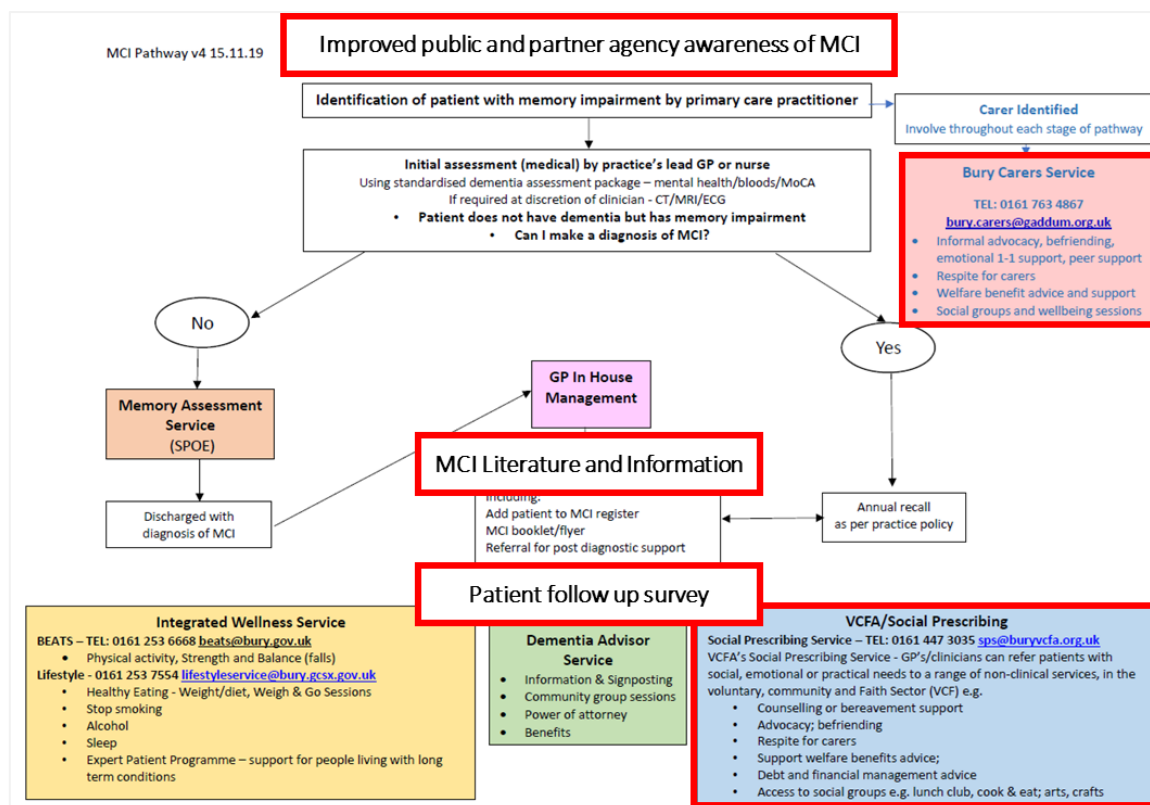 MCI Pathway v4 15.11.19
Improved public and partner agency awareness of MCI
Identification of patient with memory impairment by primary care practitioner
Carer Identified
Involve throughout each stage of pathway
Initial assessment (medical) by practice's lead GP or nurse
Using standardised dementia assessment package – mental health/bloods/MoCA
If required at discretion of clinician - CT/MRI/ECG
• Patient does not have dementia but has memory impairment
• Can I make a diagnosis of MCI?
Bury Carers Service
TEL: 0161 763 4867
bury.carers@gaddum.org.uk
• Informal advocacy, befriending,
emotional 1-1 support, peer support
• Respite for carers
• Welfare benefit advice and support
• Social groups and wellbeing sessions
No
Yes
Memory Assessment
Service
(SPOE)
GP In House
Management
MCI Literature and Information
Discharged with
diagnosis of MCI
including:
Add patient to MCI register
MCI booklet/flyer
Referral for post diagnostic support
Annual recall
as per practice policy
Patient follow up survey
Integrated Wellness Service
BEATS – TEL: 0161 253 6668 beats@bury.gov.uk
• Physical activity, Strength and Balance (falls)
Lifestyle - 0161 253 7554 lifestyleservice@bury.gcsx.gov.uk
• Healthy Eating - Weight/diet, Weigh & Go Sessions
• Stop smoking
• Alcohol
• Sleep
• Expert Patient Programme – support for people living with long
term conditions
Dementia Advisor
Service
• Information & Signposting
• Community group sessions
• Power of attorney
• Benefits
VCFA/Social Prescribing
Social Prescribing Service – TEL: 0161 447 3035 sps@buryvcfa.org.uk
VCFA's Social Prescribing Service - GP's/clinicians can refer patients with
social, emotional or practical needs to a range of non-clinical services, in the
voluntary, community and Faith Sector (VCF) e.g.
• Counselling or bereavement support
• Advocacy; befriending
• Respite for carers
• Support welfare benefits advice;
• Debt and financial management advice
• Access to social groups e.g. lunch club, cook & eat; arts, crafts